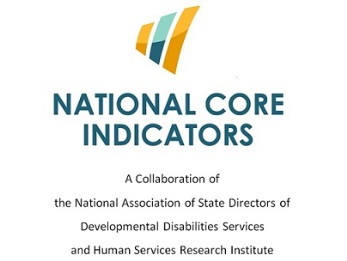 NATIONAL CORE
INDICATORS
A Collaboration of
the National Association of State Directors of
Developmental Disabilities Services
and Human Services Research Institute